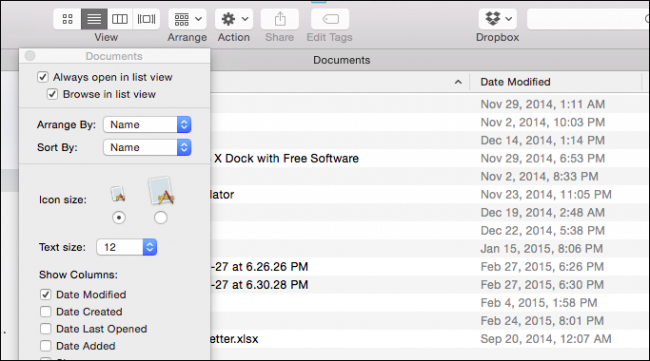 View Arrange Action Share Edit Tags Dropbox
Documents Documents
Always open in list view
Browse in list view
Arrange By: Name
Sort By: Name
Icon size:
Text size: 12
Show Columns:
Date Modified
Date Created
Date Last Opened
Date Added
Date Modified
Nov 29, 2014, 1:11 AM
Nov 2, 2014, 10:03 PM
Dec 14, 2014, 1:14 PM
X Dock with Free Software Nov 29, 2014, 6:53 PM
Nov 2, 2014, 8:33 PM
lator Nov 23, 2014, 11:05 PM
Dec 19, 2014, 2:48 AM
Dec 22, 2014, 5:38 PM
Jan 15, 2015, 8:06 PM
-27 at 6.26.26 PM Feb 27, 2015, 6:26 PM
-27 at 6.30.28 PM Feb 27, 2015, 6:30 PM
Feb 4, 2015, 1:58 PM
Feb 24, 2015, 8:01 PM
etter.xlsx Sep 20, 2014, 12:07 AM